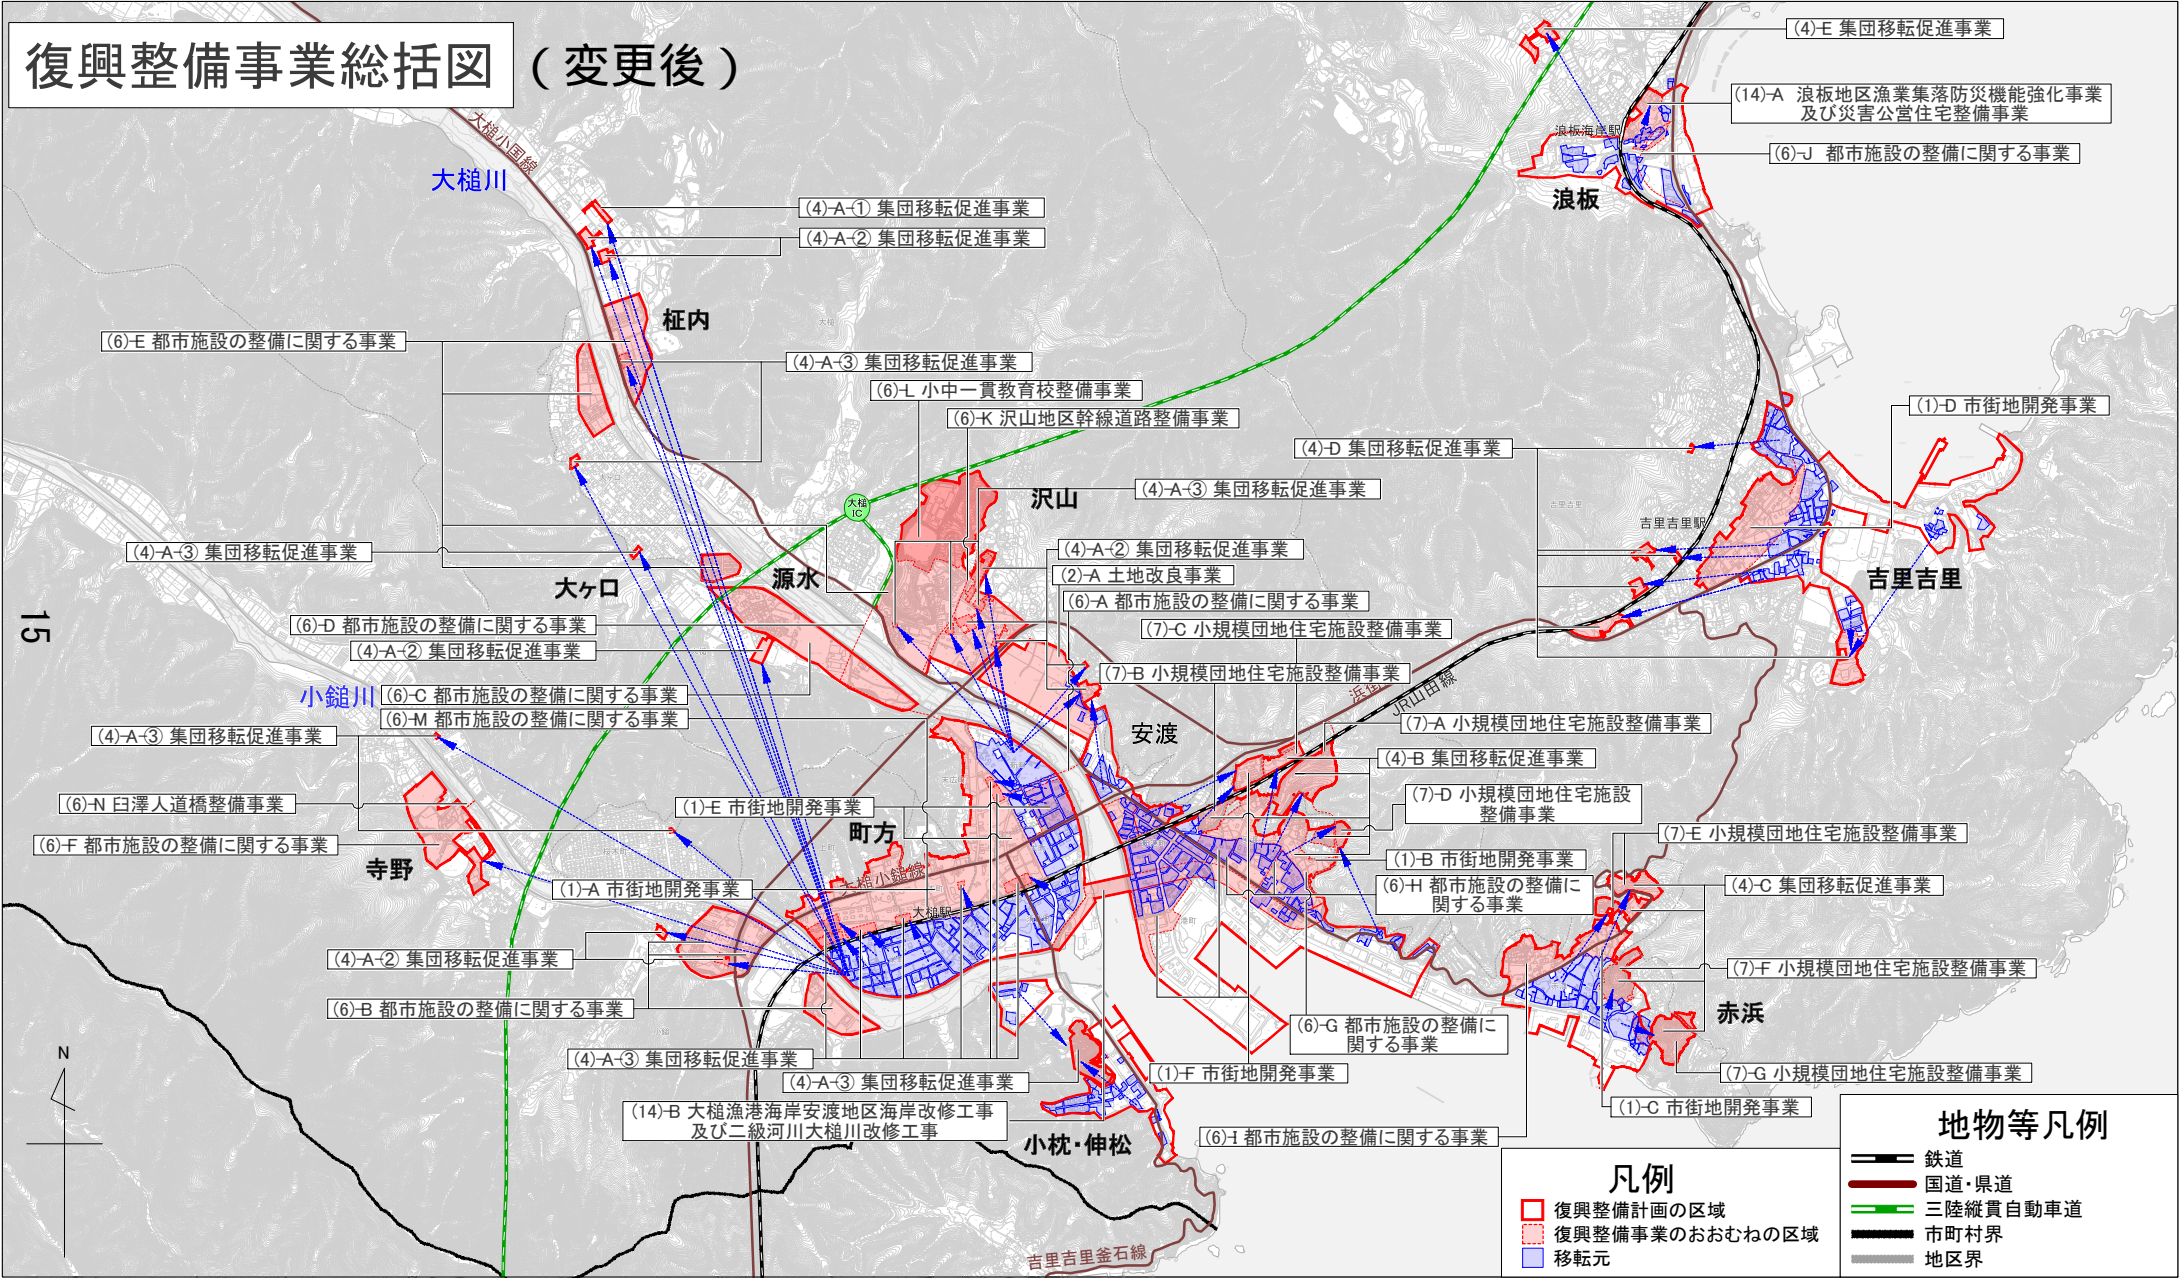 復興整備事業総括図
（変更後）
(4)-E 集団移転促進事業
(14)-A 浪板地区漁業集落防災機能強化事業
及び災害公営住宅整備事業
浪板海岸駅
(6)-J 都市施設の整備に関する事業
浪板
大槌小国線
大槌川
(4)-A-① 集団移転促進事業
(4)-A-② 集団移転促進事業
柾内
(6)-E 都市施設の整備に関する事業
(4)-A-③ 集団移転促進事業
(6)-L 小中一貫教育校整備事業
(6)-K 沢山地区幹線道路整備事業
(1)-D 市街地開発事業
(4)-D 集団移転促進事業
沢山
(4)-A-③ 集団移転促進事業
大槌
IC
吉里吉里
吉里吉里駅
(4)-A-③ 集団移転促進事業
大ヶ口
源水
(4)-A-② 集団移転促進事業
(2)-A 土地改良事業
吉里吉里
(6)-A 都市施設の整備に関する事業
15
(6)-D 都市施設の整備に関する事業
(7)-C 小規模団地住宅施設整備事業
(4)-A-② 集団移転促進事業
(7)-B 小規模団地住宅施設整備事業
小鎚川
(6)-C 都市施設の整備に関する事業
JR山田線
(6)-M 都市施設の整備に関する事業
(7)-A 小規模団地住宅施設整備事業
(4)-A-③ 集団移転促進事業
安渡
(4)-B 集団移転促進事業
(6)-N 臼澤人道橋整備事業
(1)-E 市街地開発事業
(7)-D 小規模団地住宅施設
整備事業
町方
(7)-E 小規模団地住宅施設整備事業
(6)-F 都市施設の整備に関する事業
寺野
(1)-B 市街地開発事業
大槌小鎚線
(1)-A 市街地開発事業
(6)-H 都市施設の整備に
関する事業
(4)-C 集団移転促進事業
大槌駅
(4)-A-② 集団移転促進事業
(7)-F 小規模団地住宅施設整備事業
(6)-B 都市施設の整備に関する事業
赤浜
(6)-G 都市施設の整備に
関する事業
N
(4)-A-③ 集団移転促進事業
(4)-A-③ 集団移転促進事業
(1)-F 市街地開発事業
(7)-G 小規模団地住宅施設整備事業
(14)-B 大槌漁港海岸安渡地区海岸改修工事
及び二級河川大槌川改修工事
(1)-C 市街地開発事業
小枕・伸松
(6)-I 都市施設の整備に関する事業
吉里吉里釜石線
凡例
復興整備計画の区域
復興整備事業のおおむねの区域
移転元
地物等凡例
鉄道
国道・県道
三陸縦貫自動車道
市町村界
地区界